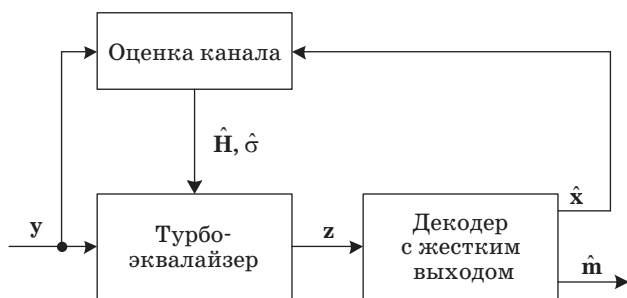 Оценка канала
Ĥ, σ̂
y
Турбо-
эквалайзер
z
Декодер
с жестким
выходом
x̂
m̂